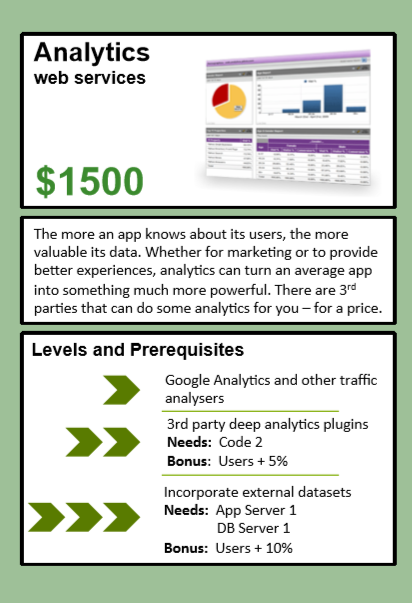 Analytics
web services
$1500
The more an app knows about its users, the more
valuable its data. Whether for marketing or to provide
better experiences, analytics can turn an average app
into something much more powerful. There are 3rd
parties that can do some analytics for you – for a price.
Levels and Prerequisites
Google Analytics and other traffic
analysers
3rd party deep analytics plugins
Needs: Code 2
Bonus: Users + 5%
Incorporate external datasets
Needs: App Server 1
DB Server 1
Bonus: Users + 10%